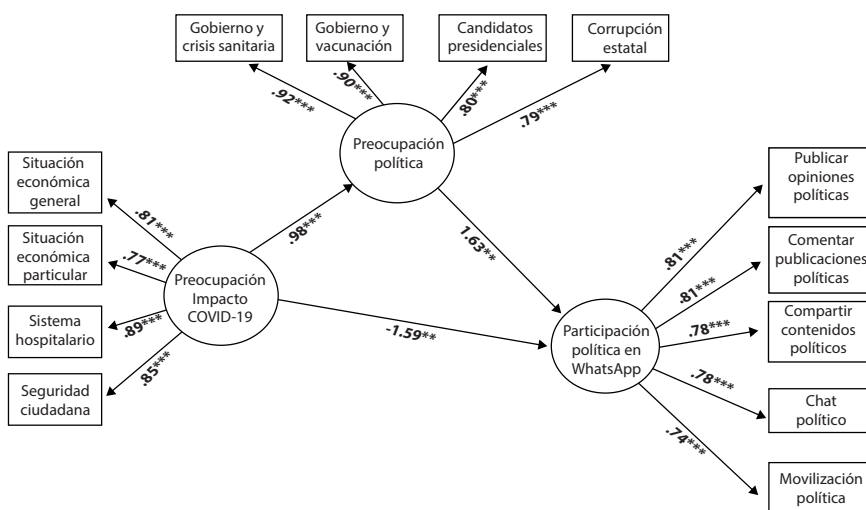 Gobierno y
crisis sanitaria
Gobierno y
vacunación
Candidatos
presidenciales
Corrupción
estatal
.92***
.90***
.80***
.79***
Preocupación
política
Situación
económica
general
Situación
económica
particular
Sistema
hospitalario
Seguridad
ciudadana
.81***
.77***
.89***
.85***
Preocupación
Impacto
COVID-19
.98***
1.63**
-1.59**
Participación
política en
WhatsApp
.81***
.81***
.78***
.78***
.74***
Publicar
opiniones
políticas
Comentar
publicaciones
políticas
Compartir
contenidos
políticos
Chat
político
Movilización
política